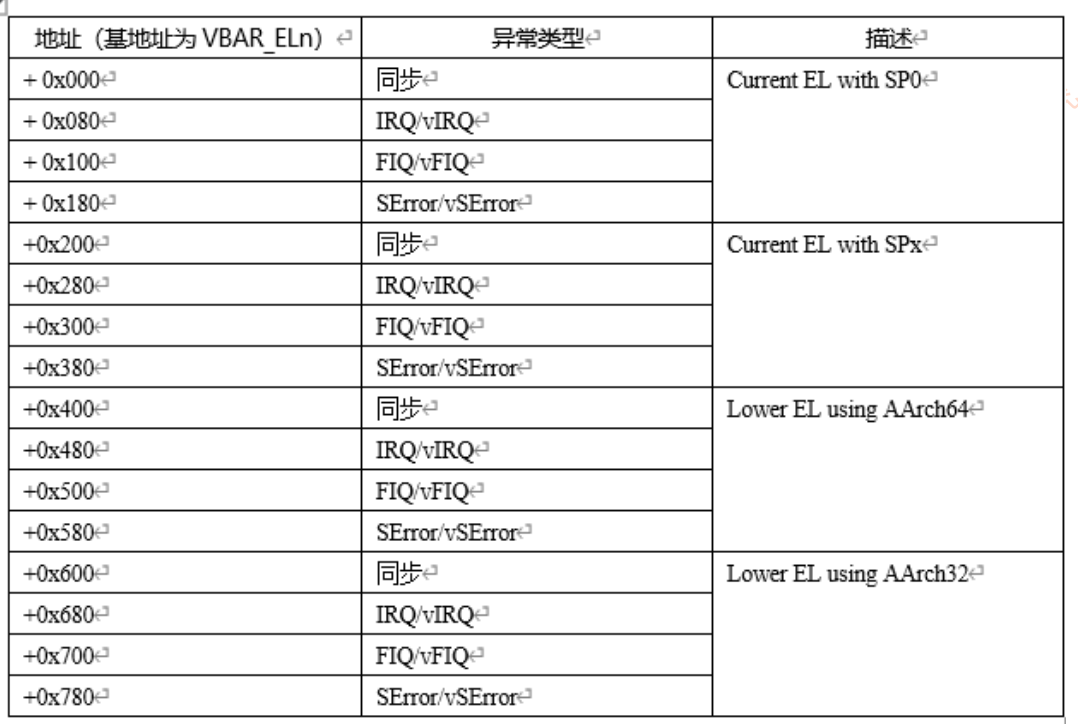 地址（基地址为 VBAR_ELn） 异常类型 描述
+ 0x000 同步 Current EL with SP0
+ 0x080 IRQ/vIRQ
+ 0x100 FIQ/vFIQ
+ 0x180 SError/vSError
+0x200 同步 Current EL with SPx
+0x280 IRQ/vIRQ
+0x300 FIQ/vFIQ
+0x380 SError/vSError
+0x400 同步 Lower EL using AArch64
+0x480 IRQ/vIRQ
+0x500 FIQ/vFIQ
+0x580 SError/vSError
+0x600 同步 Lower EL using AArch32
+0x680 IRQ/vIRQ
+0x700 FIQ/vFIQ
+0x780 SError/vSError